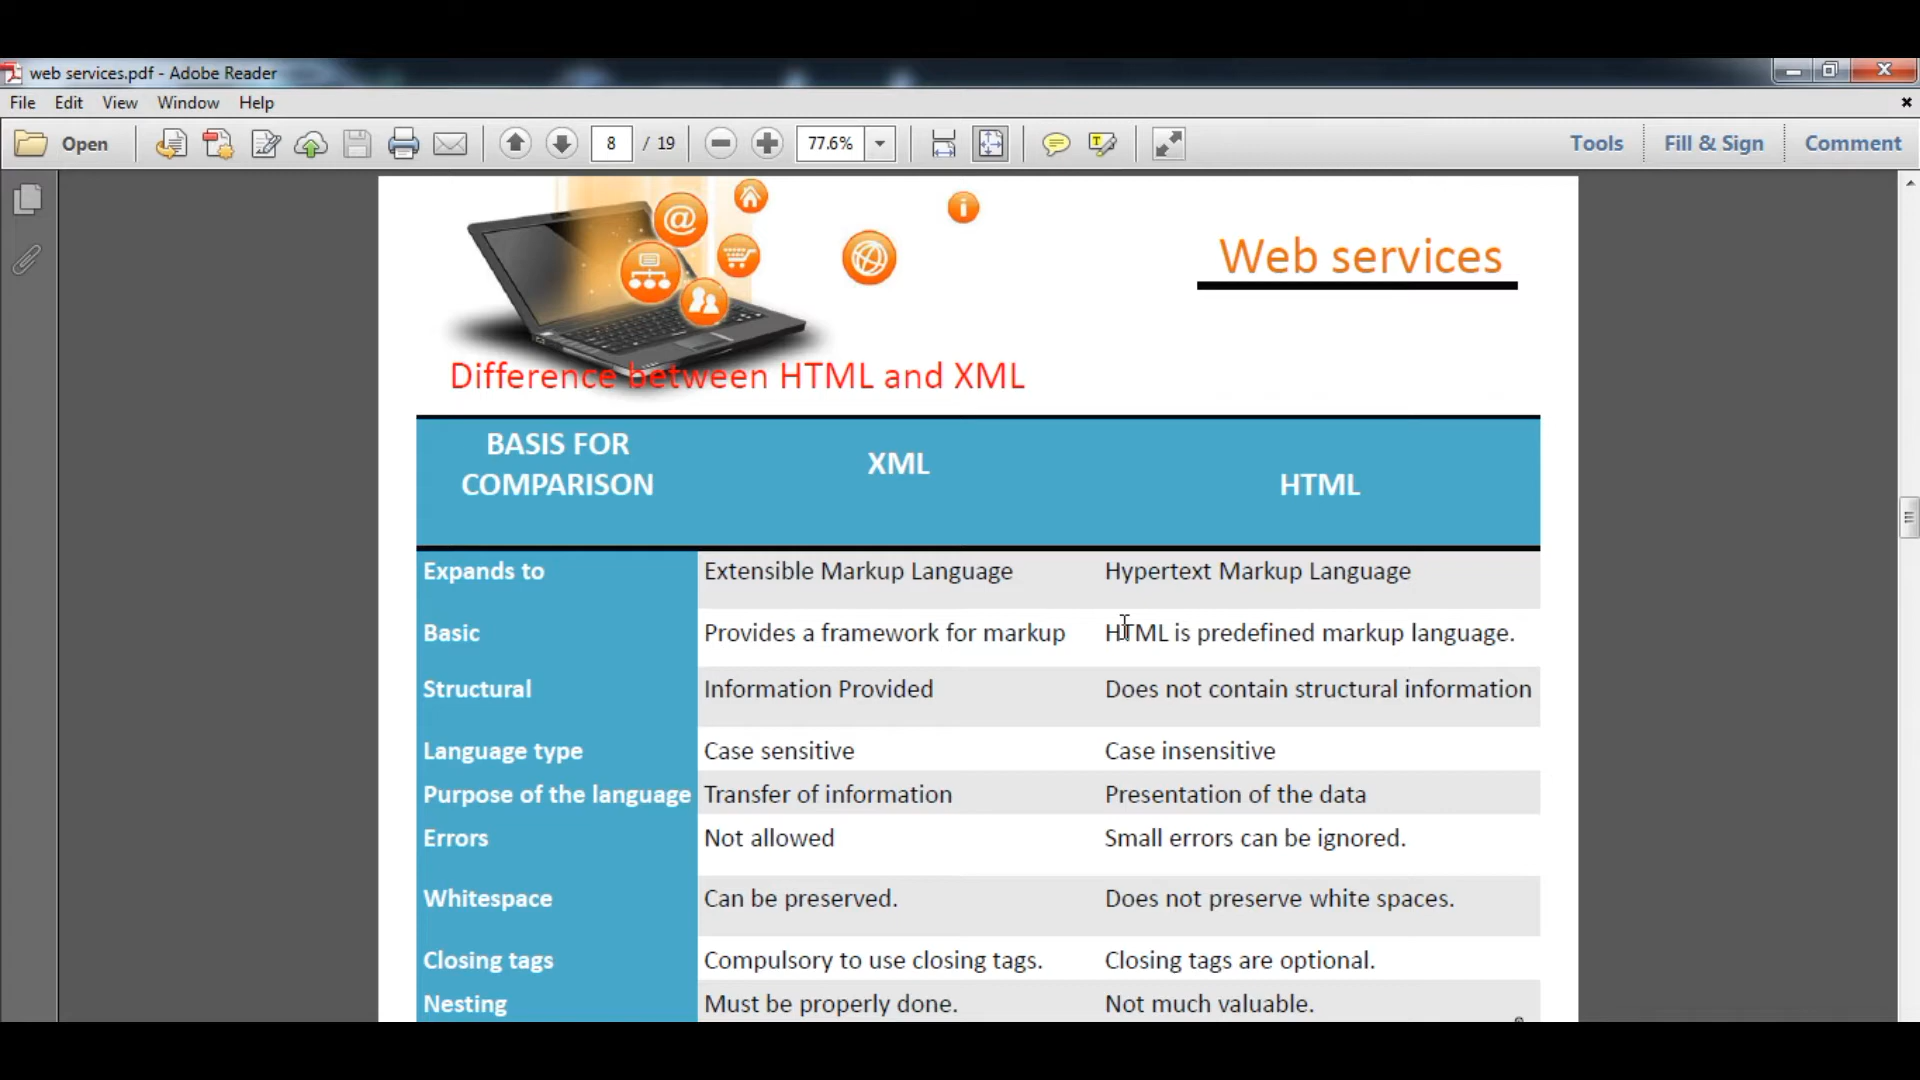 web services.pdf - Adobe Reader
File Edit View Window Help
Open 8 / 19 77.6% Tools Fill & Sign Comment
Web services
Difference between HTML and XML
BASIS FOR COMPARISON XML HTML
Expands to Extensible Markup Language Hypertext Markup Language
Basic Provides a framework for markup HTML is predefined markup language.
Structural Information Provided Does not contain structural information
Language type Case sensitive Case insensitive
Purpose of the language Transfer of information Presentation of the data
Errors Not allowed Small errors can be ignored.
Whitespace Can be preserved. Does not preserve white spaces.
Closing tags Compulsory to use closing tags. Closing tags are optional.
Nesting Must be properly done. Not much valuable.